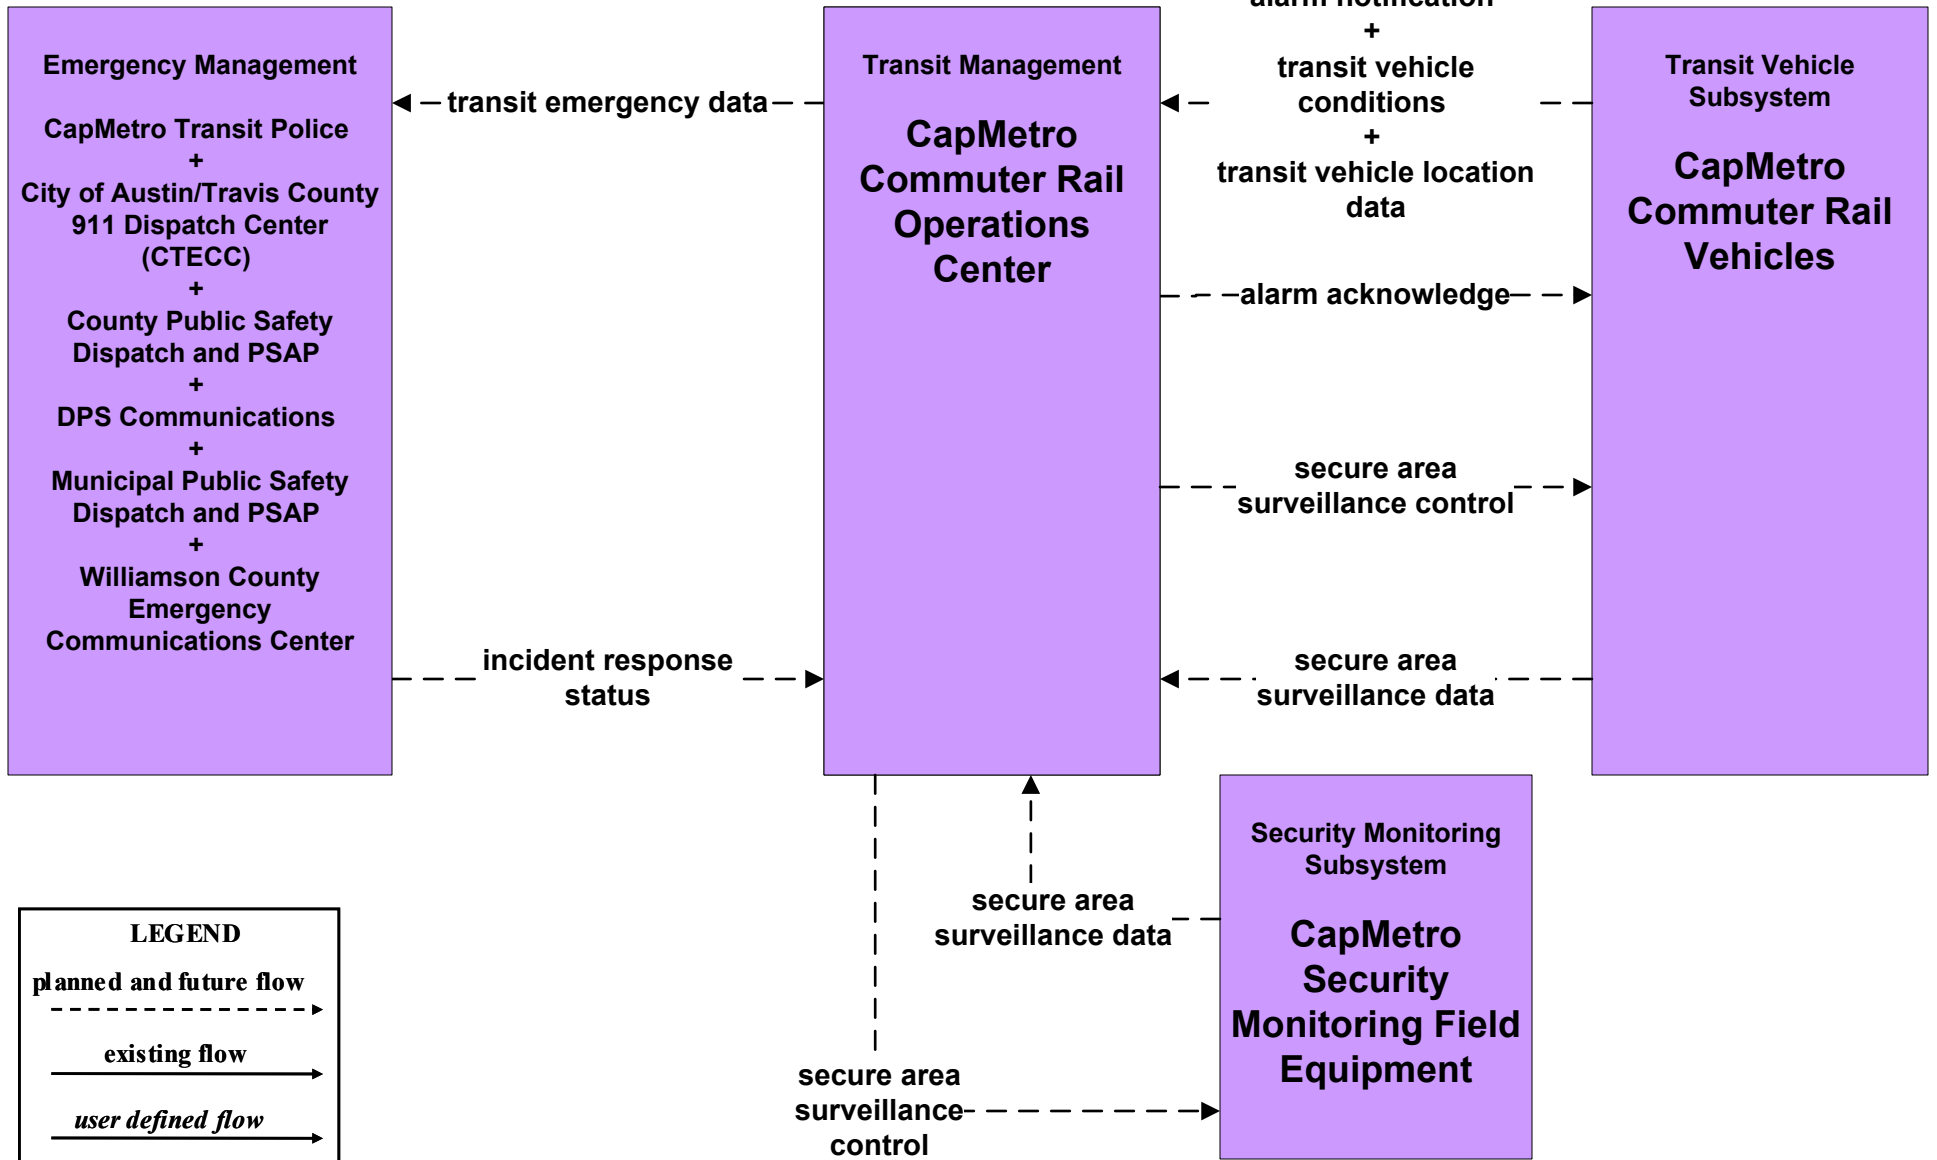 Emergency Management
CapMetro Transit Police
+
City of Austin/Travis County
911 Dispatch Center
(CTECC)
+
County Public Safety
Dispatch and PSAP
+
DPS Communications
+
Municipal Public Safety
Dispatch and PSAP
+
Williamson County
Emergency
Communications Center
transit emergency data
incident response
status
Transit Management
CapMetro
Commuter Rail
Operations
Center
alarm notification
+
transit vehicle
conditions
+
transit vehicle location
data
alarm acknowledge
secure area
surveillance control
secure area
surveillance data
Transit Vehicle
Subsystem
CapMetro
Commuter Rail
Vehicles
secure area
surveillance data
secure area
surveillance
control
Security Monitoring
Subsystem
CapMetro
Security
Monitoring Field
Equipment
LEGEND
planned and future flow
existing flow
user defined flow